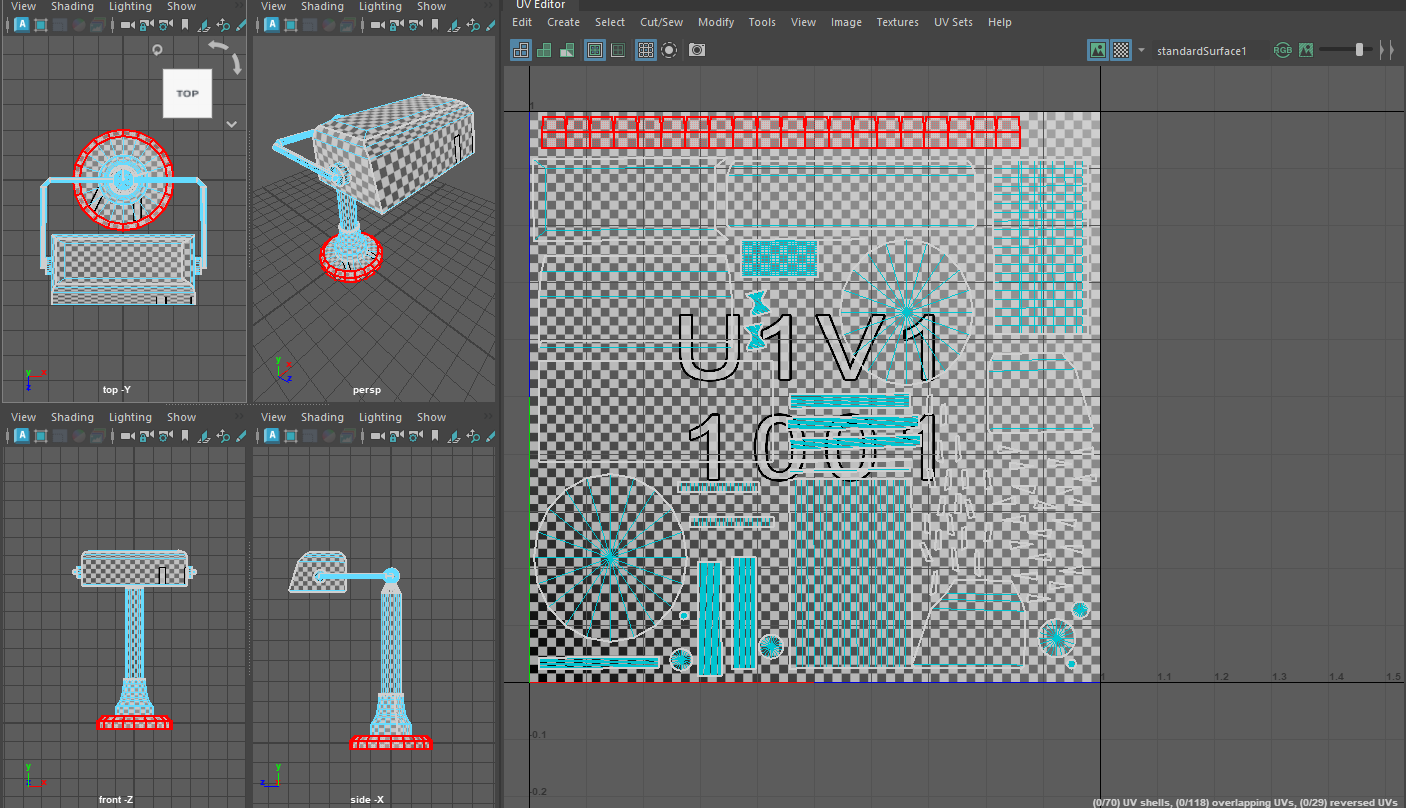 View Shading Lighting Show
View Shading Lighting Show
UV Editor
Edit Create Select Cut/Sew Modify Tools View Image Textures UV Sets Help
standardSurface1
RGB
TOP
1
y
x
z
top -Y
y
x
z
persp
U1V1
1001
View Shading Lighting Show
View Shading Lighting Show
1 1.1 1.2 1.3 1.4 1.5
-0.1
-0.2
y
x
front -Z
y
z
side -X
(0/70) UV shells, (0/118) overlapping UVs, (0/29) reversed UVs